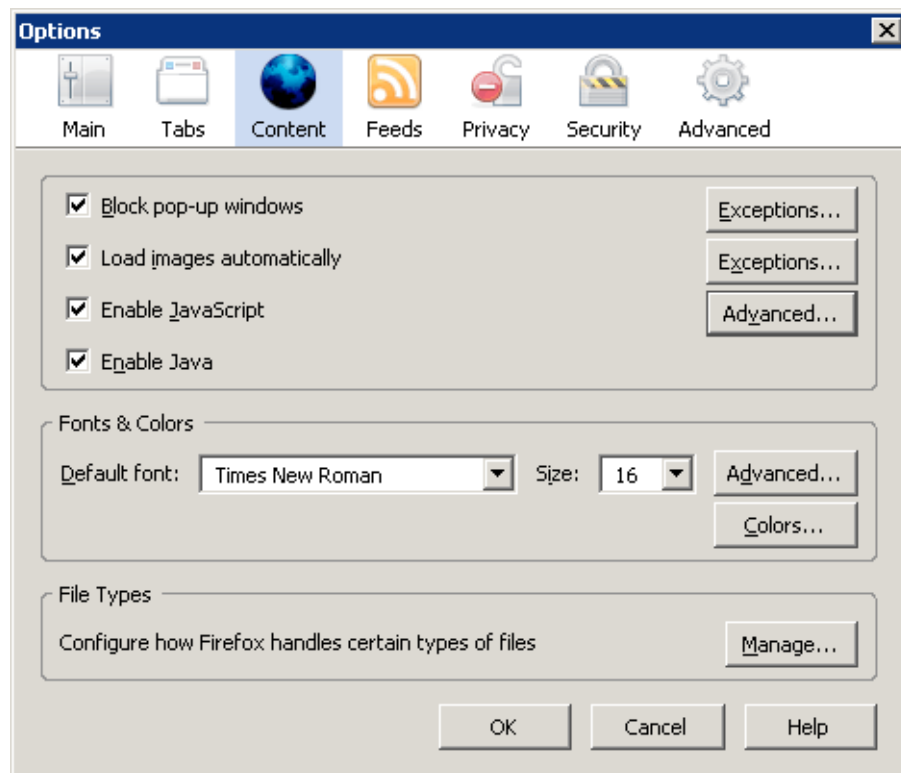 Options
Main Tabs Content Feeds Privacy Security Advanced
Block pop-up windows Exceptions...
Load images automatically Exceptions...
Enable JavaScript Advanced...
Enable Java
Fonts & Colors
Default font: Times New Roman Size: 16 Advanced...
Colors...
File Types
Configure how Firefox handles certain types of files Manage...
OK Cancel Help